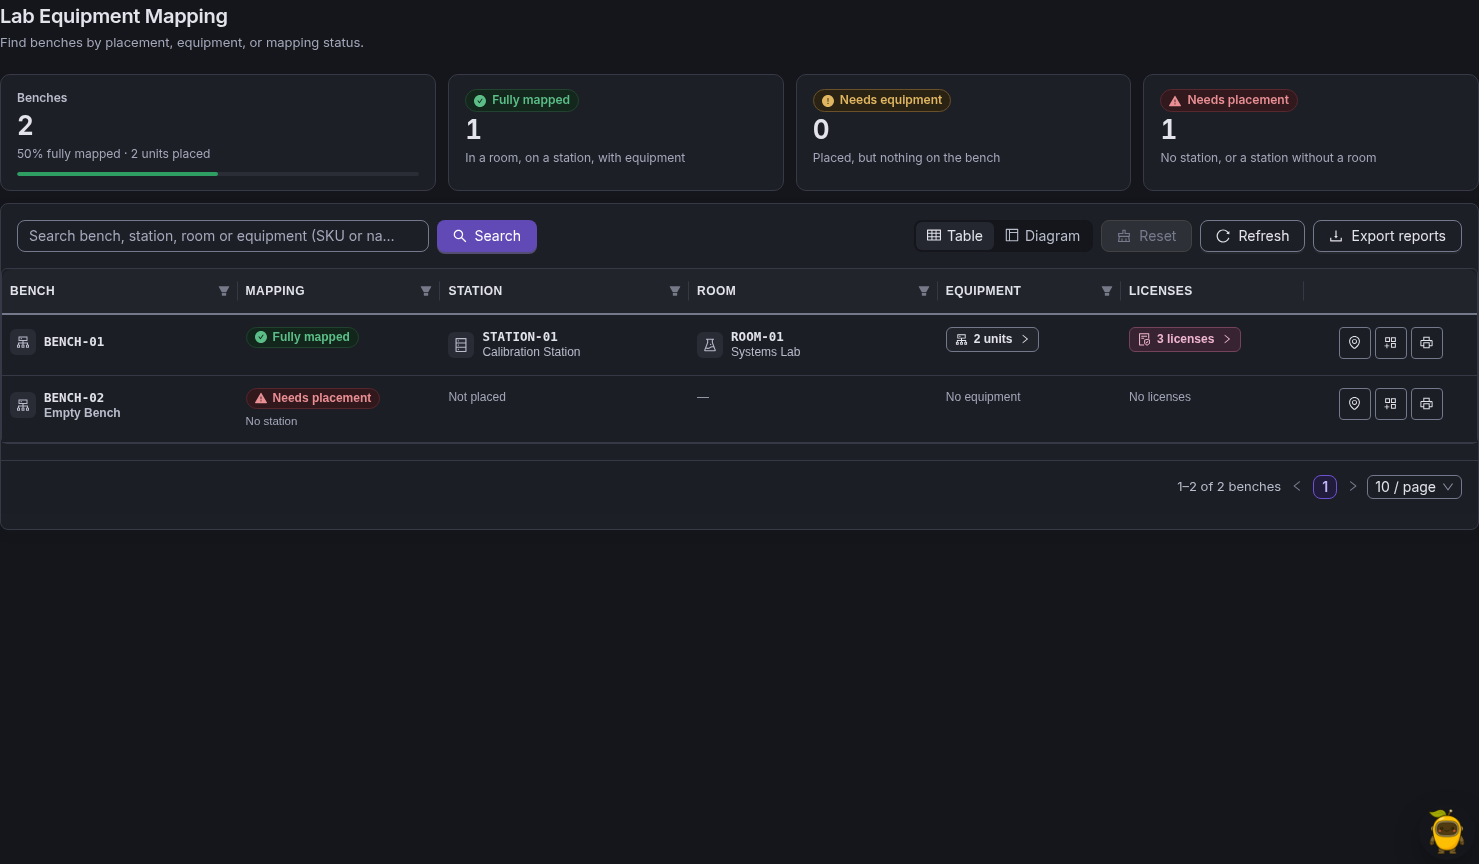 Lab Equipment Mapping
Find benches by placement, equipment, or mapping status.
Benches
2
50% fully mapped · 2 units placed
Fully mapped
1
In a room, on a station, with equipment
Needs equipment
0
Placed, but nothing on the bench
Needs placement
1
No station, or a station without a room
Search bench, station, room or equipment (SKU or na...
Search
Table
Diagram
Reset
Refresh
Export reports
BENCH MAPPING STATION ROOM EQUIPMENT LICENSES
BENCH-01
Fully mapped
STATION-01
Calibration Station
ROOM-01
Systems Lab
2 units
3 licenses
BENCH-02
Empty Bench
Needs placement
No station
Not placed
—
No equipment
No licenses
1–2 of 2 benches
1
10 / page